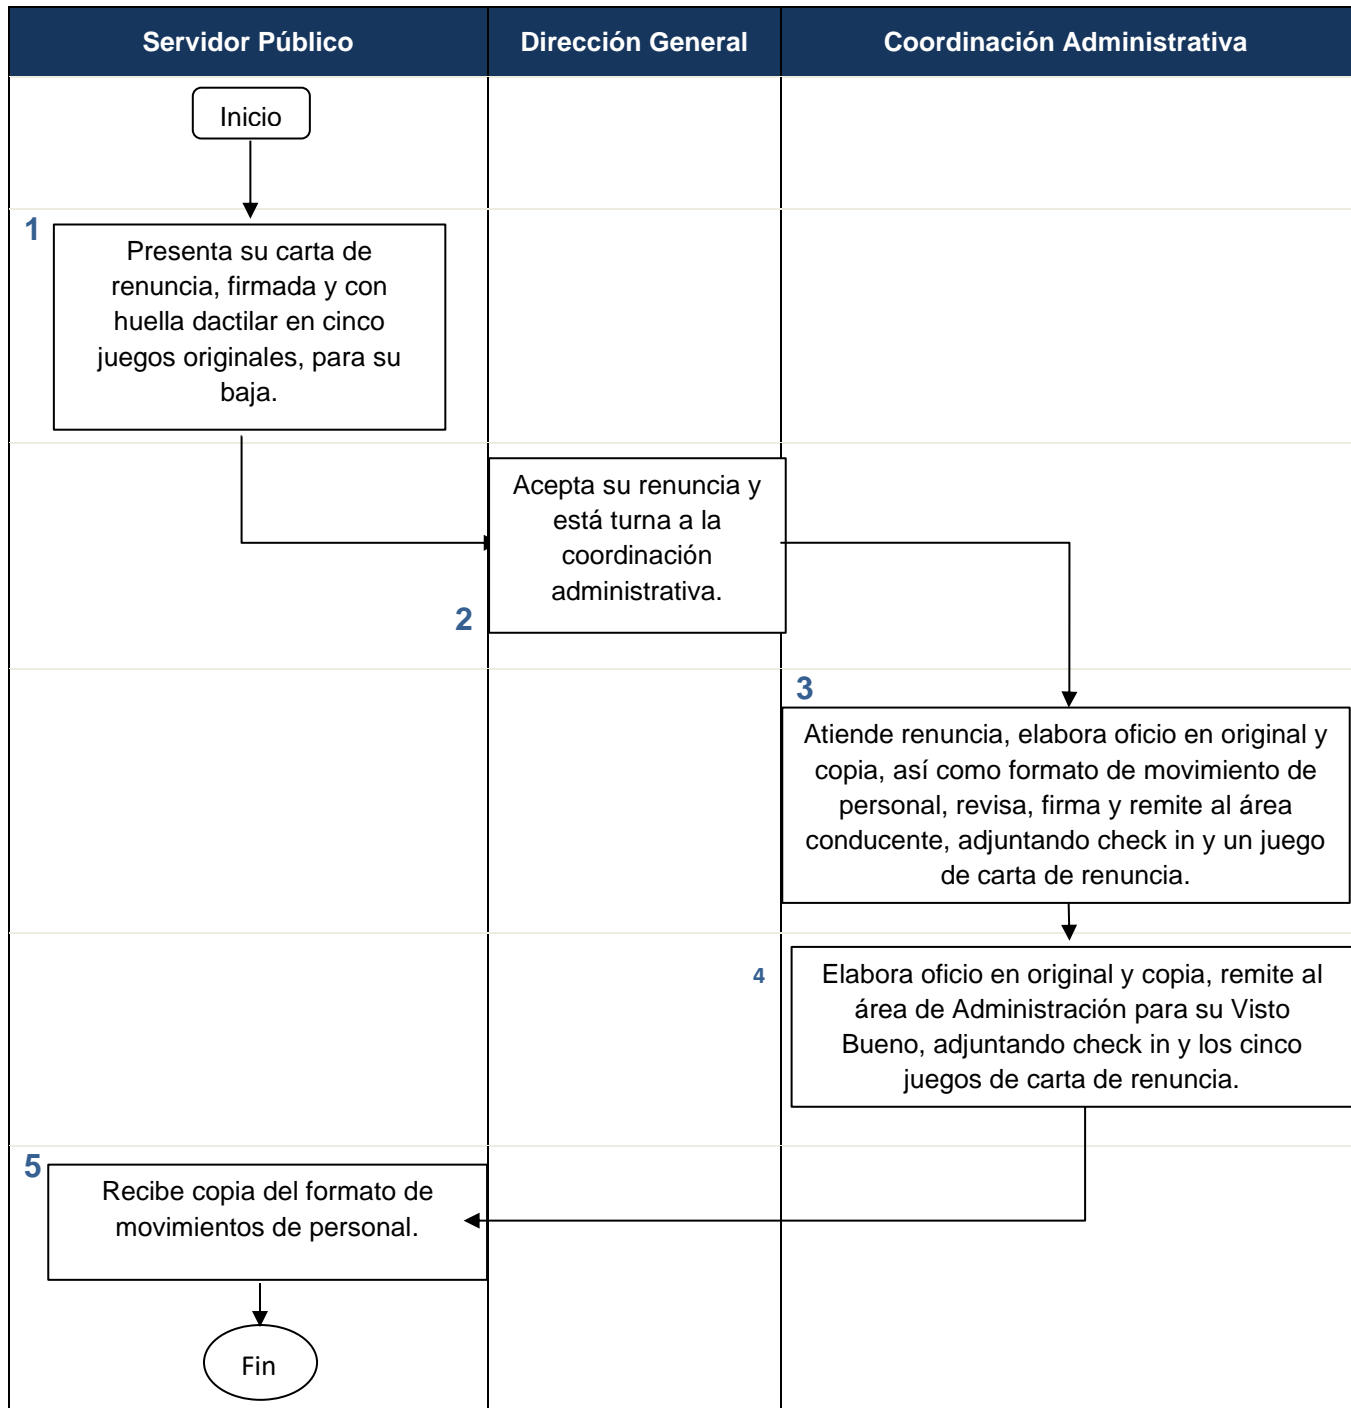 Servidor Público
Dirección General
Coordinación Administrativa
Inicio
1
Presenta su carta de
renuncia, firmada y con
huella dactilar en cinco
juegos originales, para su
baja.
Acepta su renuncia y
está turna a la
coordinación
administrativa.
2
3
Atiende renuncia, elabora oficio en original y
copia, así como formato de movimiento de
personal, revisa, firma y remite al área
conducente, adjuntando check in y un juego
de carta de renuncia.
4
Elabora oficio en original y copia, remite al
área de Administración para su Visto
Bueno, adjuntando check in y los cinco
juegos de carta de renuncia.
5
Recibe copia del formato de
movimientos de personal.
Fin